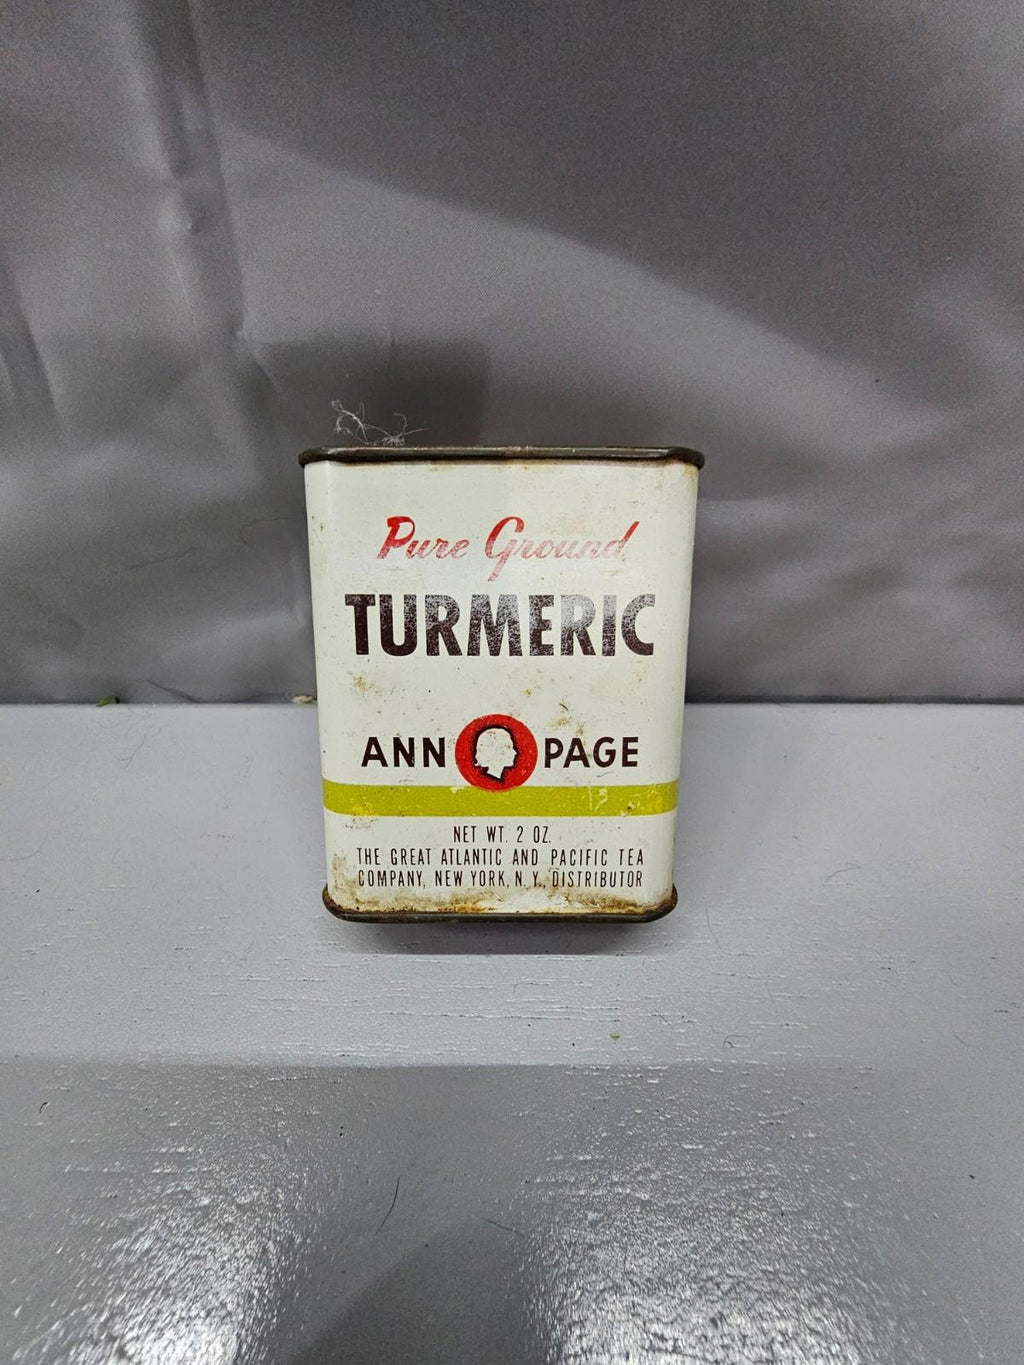 Pure Ground
TURMERIC
ANN PAGE
NET WT. 2 OZ.
THE GREAT ATLANTIC AND PACIFIC TEA
COMPANY, NEW YORK, N. Y., DISTRIBUTOR